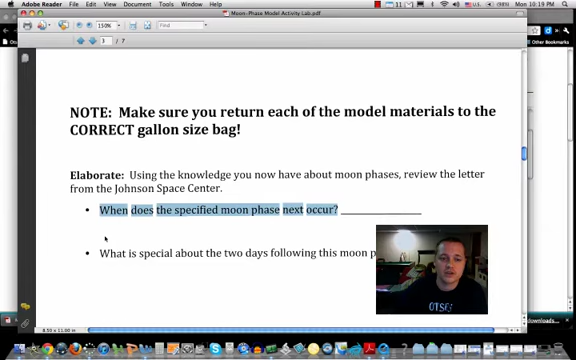 Adobe Reader File Edit View Document Tools Window Help
11 (98%) Mon 10:19 PM
Moon-Phase Model Activity Lab.pdf
150% Find
3 / 7
Other Bookmarks
NOTE: Make sure you return each of the model materials to the
CORRECT gallon size bag!
Elaborate: Using the knowledge you now have about moon phases, review the letter
from the Johnson Space Center.
• When does the specified moon phase next occur? ____________
• What is special about the two days following this moon p
8.50 x 11.00 in
downloads...